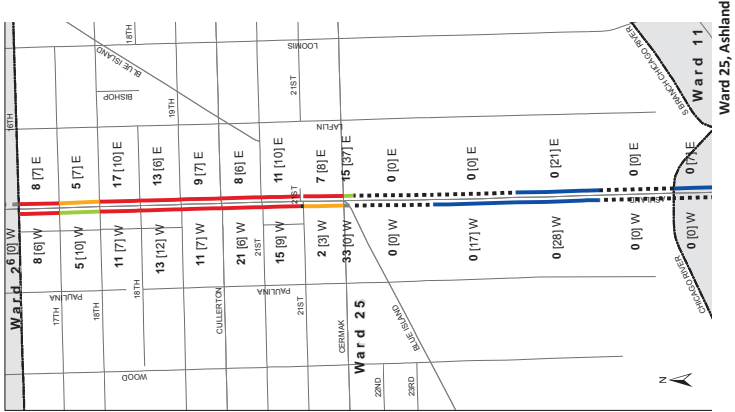 16TH
Ward 26
6 [0] W
8 [6] W
8 [7] E
PAULINA
17TH
5 [10] W
5 [7] E
18TH
18TH
BLUE ISLAND
LOOMIS
BISHOP
11 [7] W
17 [10] E
18TH
13 [12] W
13 [6] E
19TH
11 [7] W
9 [7] E
CULLERTON
21 [6] W
8 [6] E
21ST
LAFLIN
15 [9] W
11 [10] E
21ST
PAULINA
21ST
21ST
2 [3] W
7 [8] E
CERMAK
33 [0] W
15 [37] E
WOOD
Ward 25
BLUE ISLAND
22ND
23RD
0 [0] W
0 [0] E
0 [17] W
0 [0] E
0 [28] W
0 [21] E
0 [0] W
0 [0] E
ASHLAND
0 [0] W
0 [7] E
CHICAGO RIVER
S BRANCH CHICAGO RIVER
Ward 11
N
Ward 25, Ashland